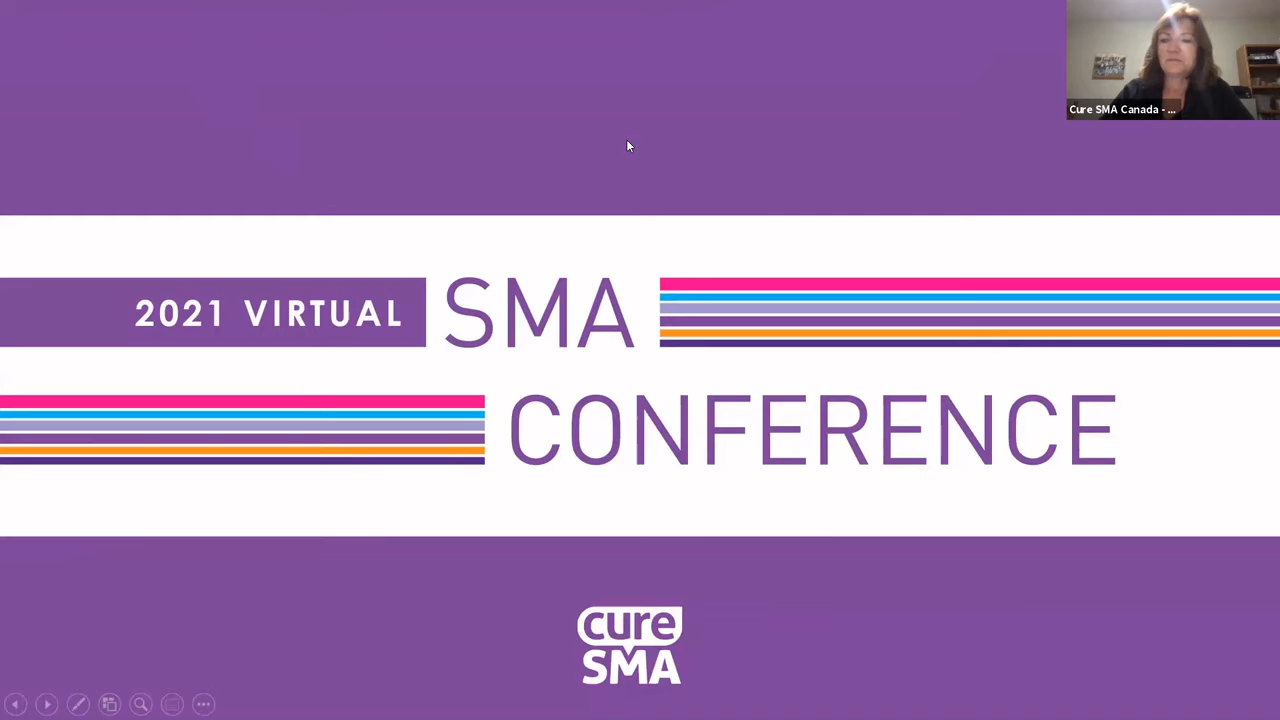 Cure SMA Canada - ...
2021 VIRTUAL SMA
CONFERENCE
cure
SMA